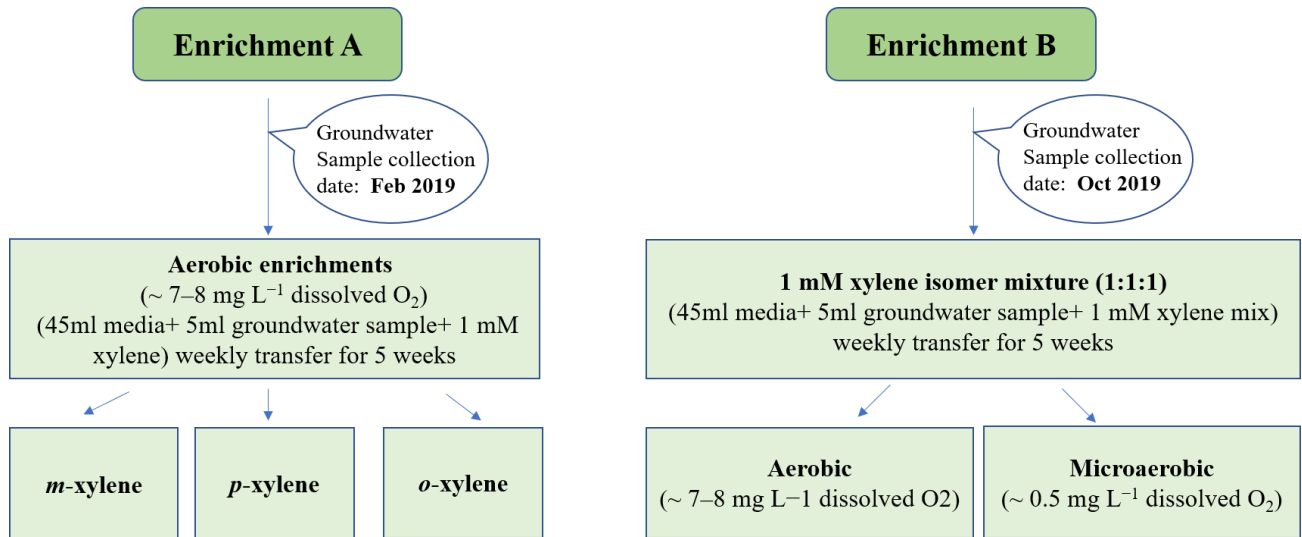 Enrichment A
Groundwater
Sample collection
date: Feb 2019
Aerobic enrichments
(~ 7–8 mg L⁻¹ dissolved O₂)
(45ml media+ 5ml groundwater sample+ 1 mM
xylene) weekly transfer for 5 weeks
m-xylene
p-xylene
o-xylene
Enrichment B
Groundwater
Sample collection
date: Oct 2019
1 mM xylene isomer mixture (1:1:1)
(45ml media+ 5ml groundwater sample+ 1 mM xylene mix)
weekly transfer for 5 weeks
Aerobic
(~ 7–8 mg L−1 dissolved O2)
Microaerobic
(~ 0.5 mg L⁻¹ dissolved O₂)